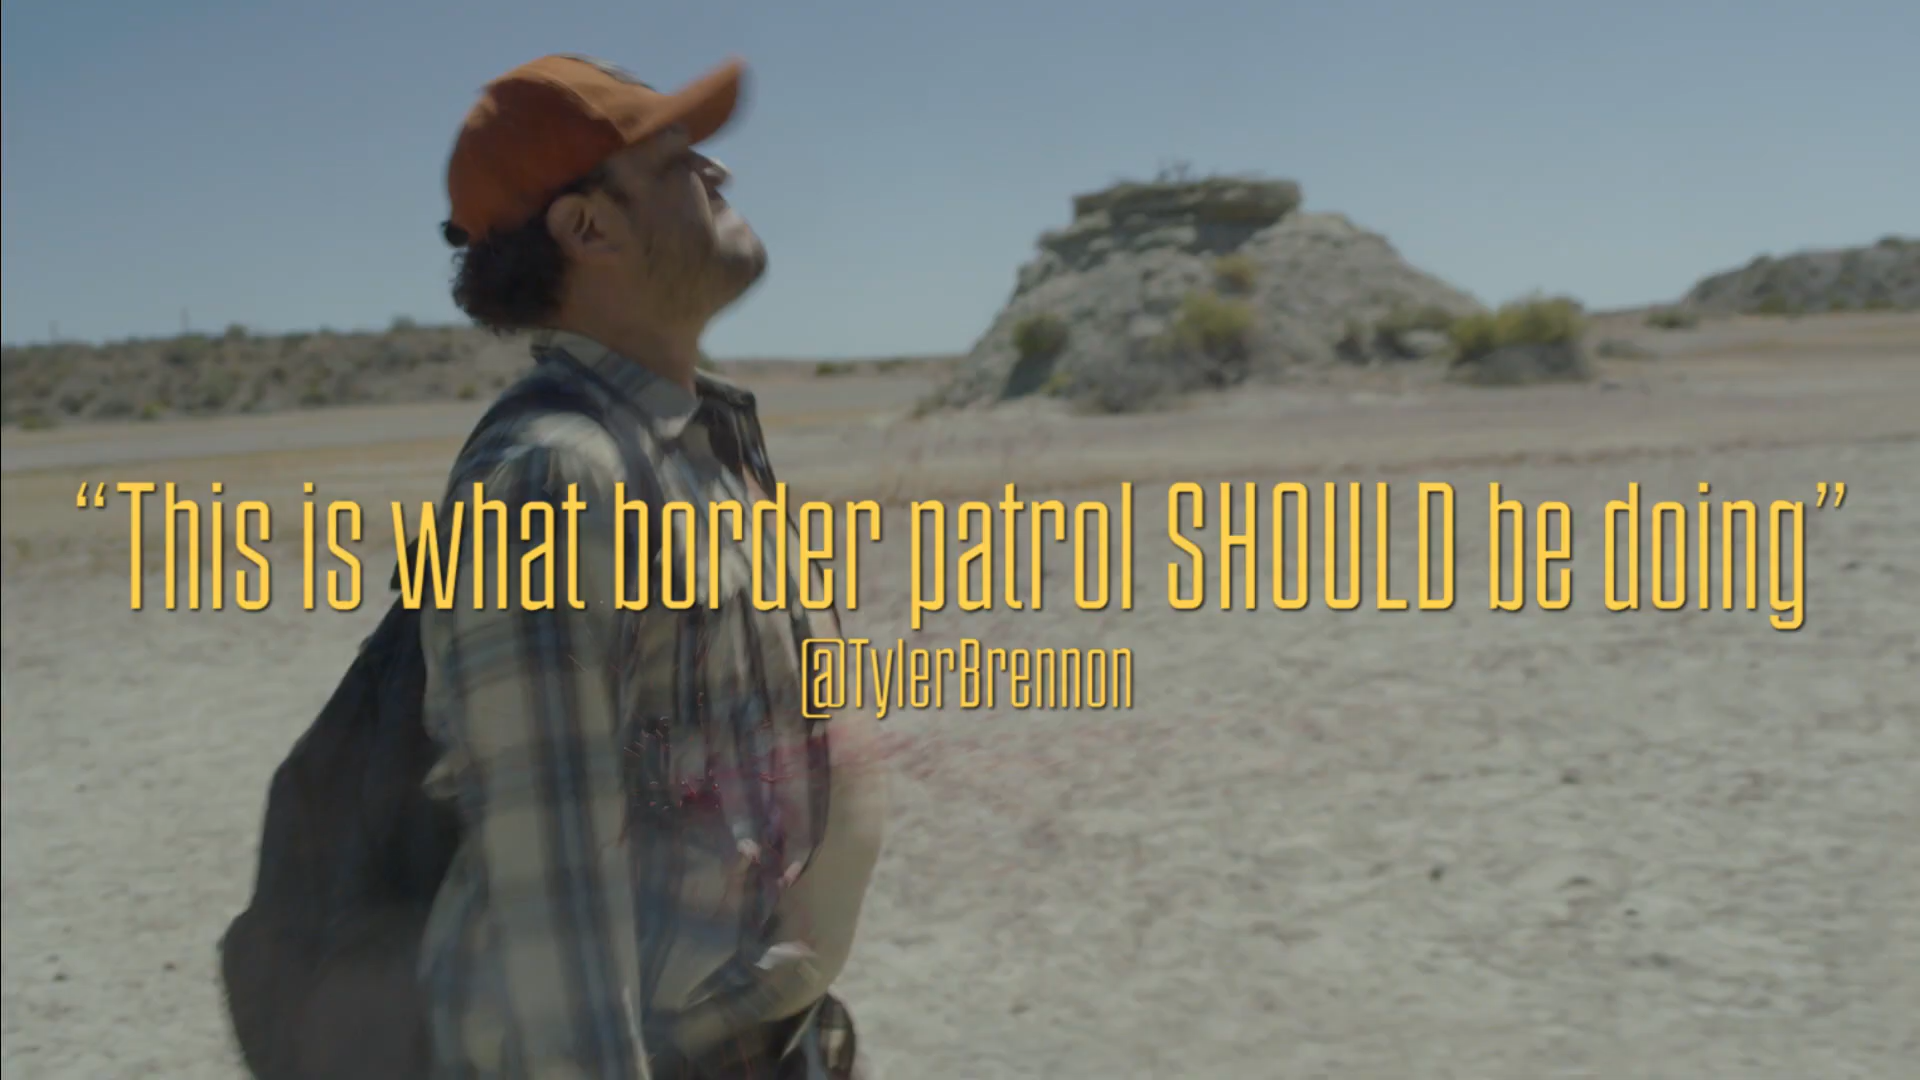 “This is what border patrol SHOULD be doing”
@TylerBrennon